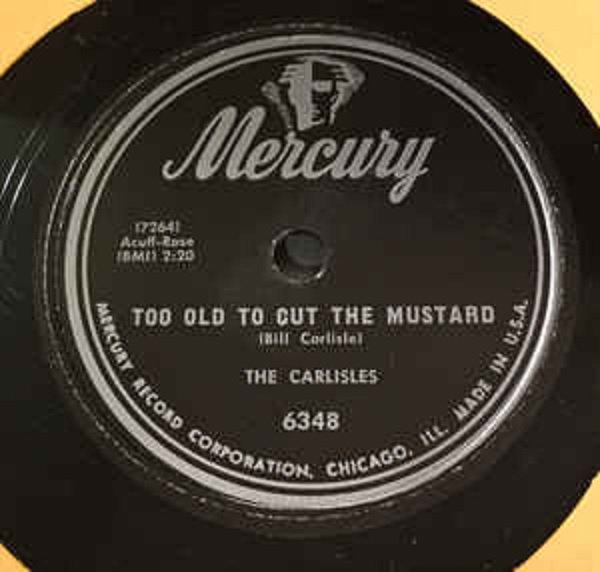 Mercury
(7264)
Acuff-Rose
(BMI) 2:20
TOO OLD TO CUT THE MUSTARD
(Bill Carlisle)
THE CARLISLES
6348
MERCURY RECORD CORPORATION, CHICAGO, ILL. MADE IN U.S.A.